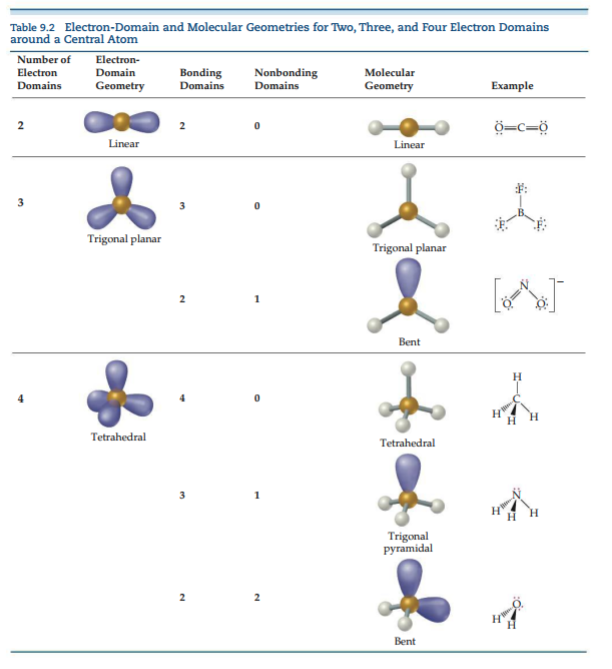 Table 9.2 Electron-Domain and Molecular Geometries for Two, Three, and Four Electron Domains
around a Central Atom
Number of Electron Domains
Electron-Domain Geometry
Bonding Domains
Nonbonding Domains
Molecular Geometry
Example
2
Linear
2
0
Linear
Ö=C=Ö
3
Trigonal planar
3
0
Trigonal planar
F
B
F F
2
1
Bent
N
O O
−
4
Tetrahedral
4
0
Tetrahedral
H
C
H H H
3
1
Trigonal
pyramidal
N
H H H
2
2
Bent
O
H H